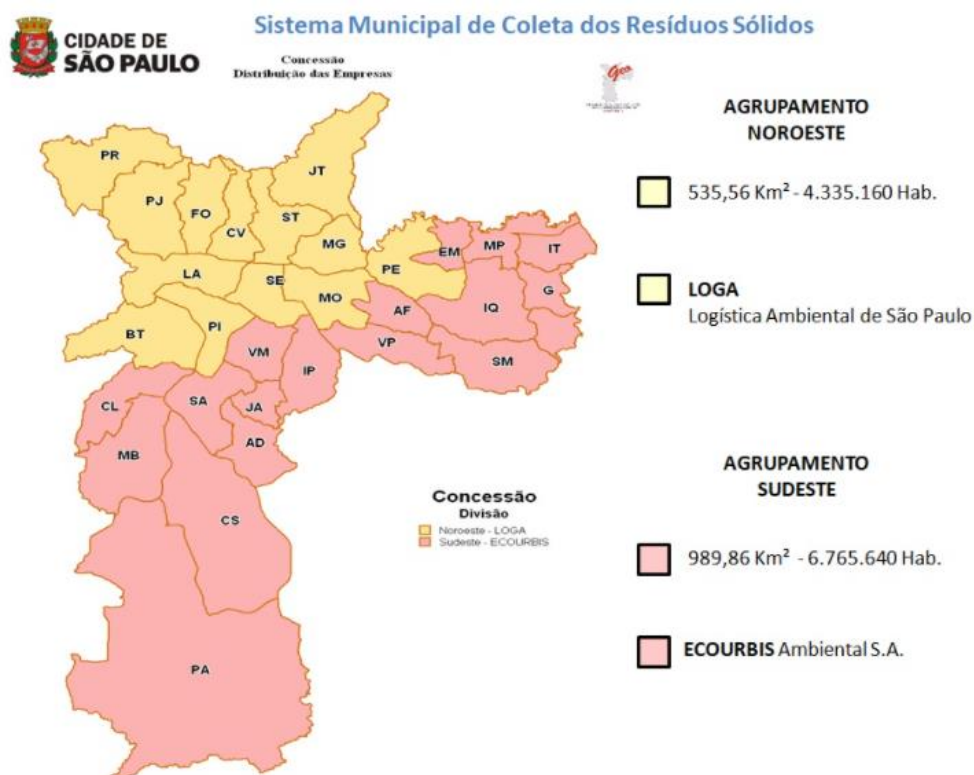 Sistema Municipal de Coleta dos Resíduos Sólidos
CIDADE DE
SÃO PAULO
Concessão
Distribuição das Empresas
Geo
AGRUPAMENTO
NOROESTE
535,56 Km² - 4.335.160 Hab.
LOGA
Logística Ambiental de São Paulo
PR
JT
PJ
FO
CV
ST
MG
EM
MP
IT
LA
SE
PE
G
MO
AF
IQ
BT
PI
VM
IP
VP
SM
CL
SA
JA
MB
AD
CS
PA
Concessão
Divisão
Noroeste - LOGA
Sudeste - ECOURBIS
AGRUPAMENTO
SUDESTE
989,86 Km² - 6.765.640 Hab.
ECOURBIS Ambiental S.A.